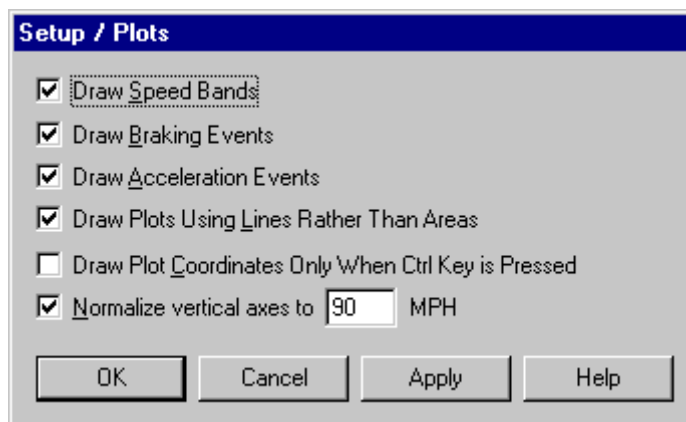 Setup / Plots
Draw Speed Bands
Draw Braking Events
Draw Acceleration Events
Draw Plots Using Lines Rather Than Areas
Draw Plot Coordinates Only When Ctrl Key is Pressed
Normalize vertical axes to 90 MPH
OK Cancel Apply Help